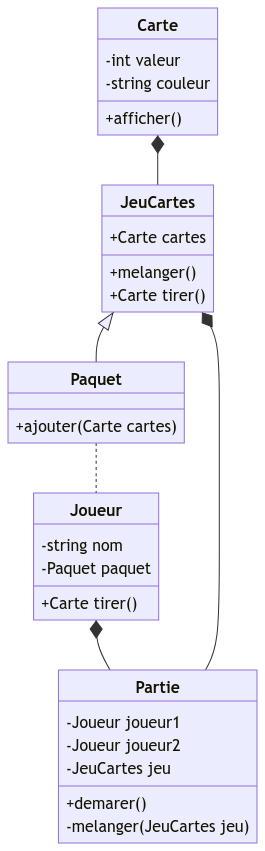 Carte
-int valeur
-string couleur
+afficher()
JeuCartes
+Carte cartes
+melanger()
+Carte tirer()
Paquet
+ajouter(Carte cartes)
Joueur
-string nom
-Paquet paquet
+Carte tirer()
Partie
-Joueur joueur1
-Joueur joueur2
-JeuCartes jeu
+demarer()
-melanger(JeuCartes jeu)